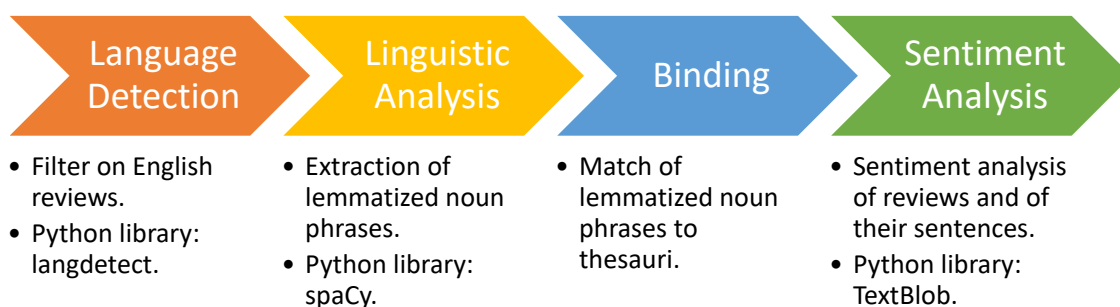 Language
Detection
• Filter on English
reviews.
• Python library:
langdetect.
Linguistic
Analysis
• Extraction of
lemmatized noun
phrases.
• Python library:
spaCy.
Binding
• Match of
lemmatized noun
phrases to
thesauri.
Sentiment
Analysis
• Sentiment analysis
of reviews and of
their sentences.
• Python library:
TextBlob.